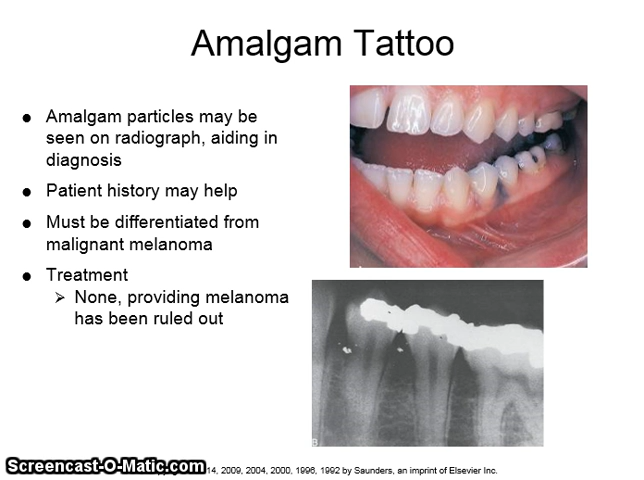 Amalgam Tattoo
● Amalgam particles may be
seen on radiograph, aiding in
diagnosis
● Patient history may help
● Must be differentiated from
malignant melanoma
● Treatment
➢ None, providing melanoma
has been ruled out
B
Screencast-O-Matic.com
14, 2009, 2004, 2000, 1996, 1992 by Saunders, an imprint of Elsevier Inc.